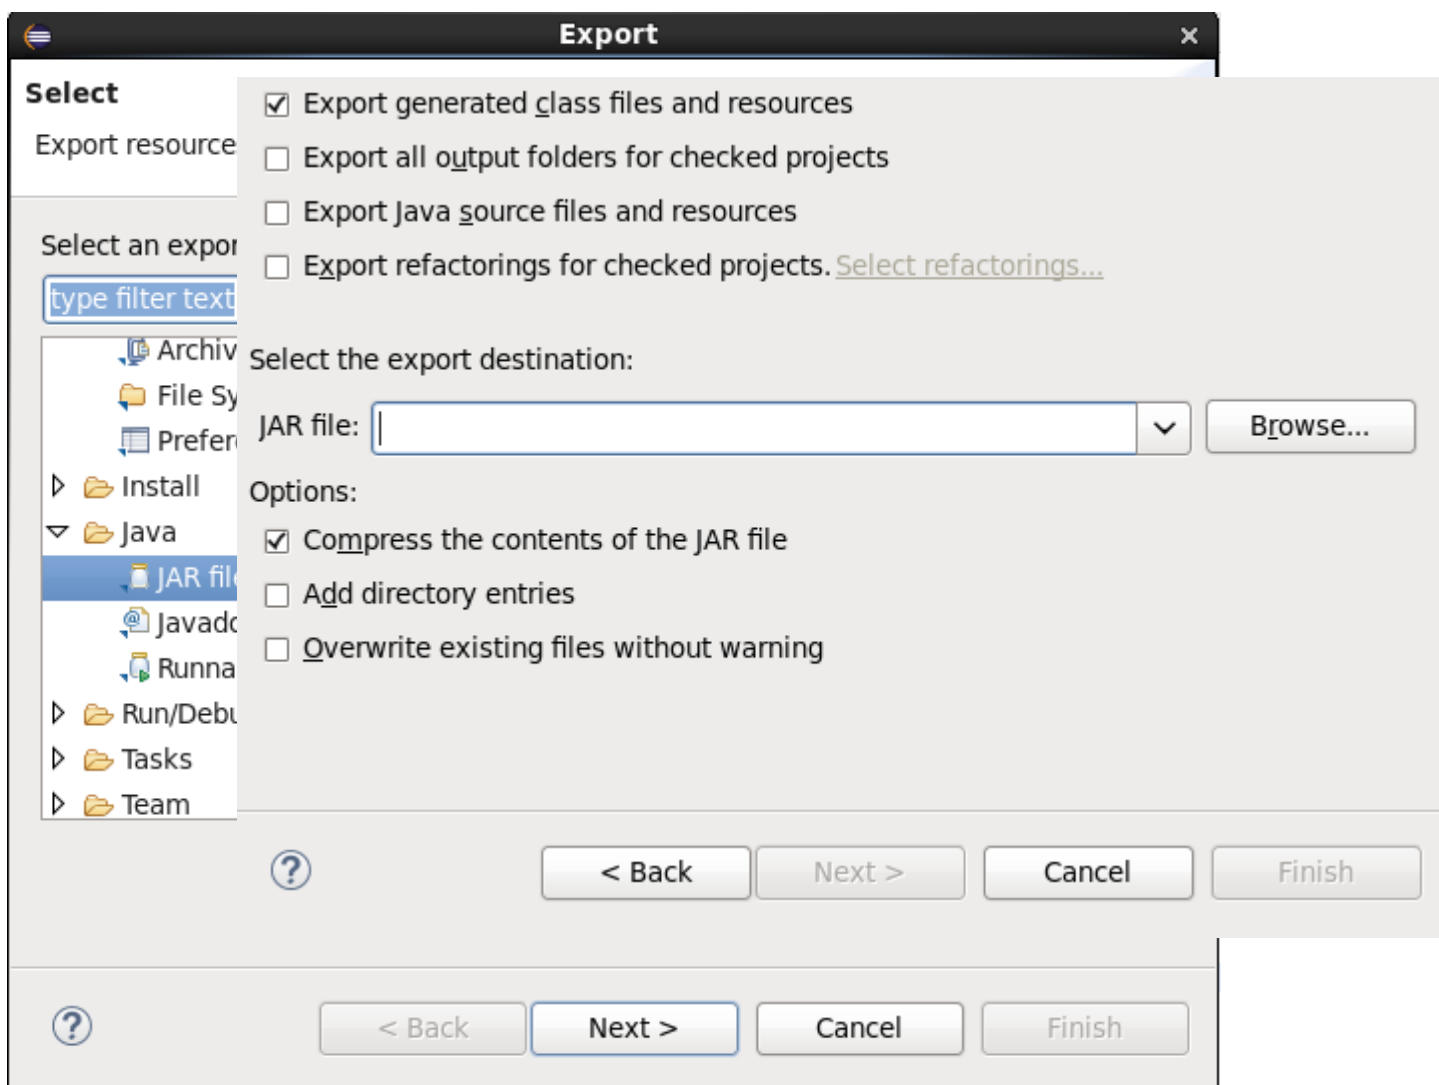 Export
Select
Export resource
Select an expor
type filter text
Archiv
File Sy
Prefer
Install
Java
JAR file
Javado
Runna
Run/Debu
Tasks
Team
Export generated class files and resources
Export all output folders for checked projects
Export Java source files and resources
Export refactorings for checked projects. Select refactorings...
Select the export destination:
JAR file:
Browse...
Options:
Compress the contents of the JAR file
Add directory entries
Overwrite existing files without warning
? < Back Next > Cancel Finish
? < Back Next > Cancel Finish